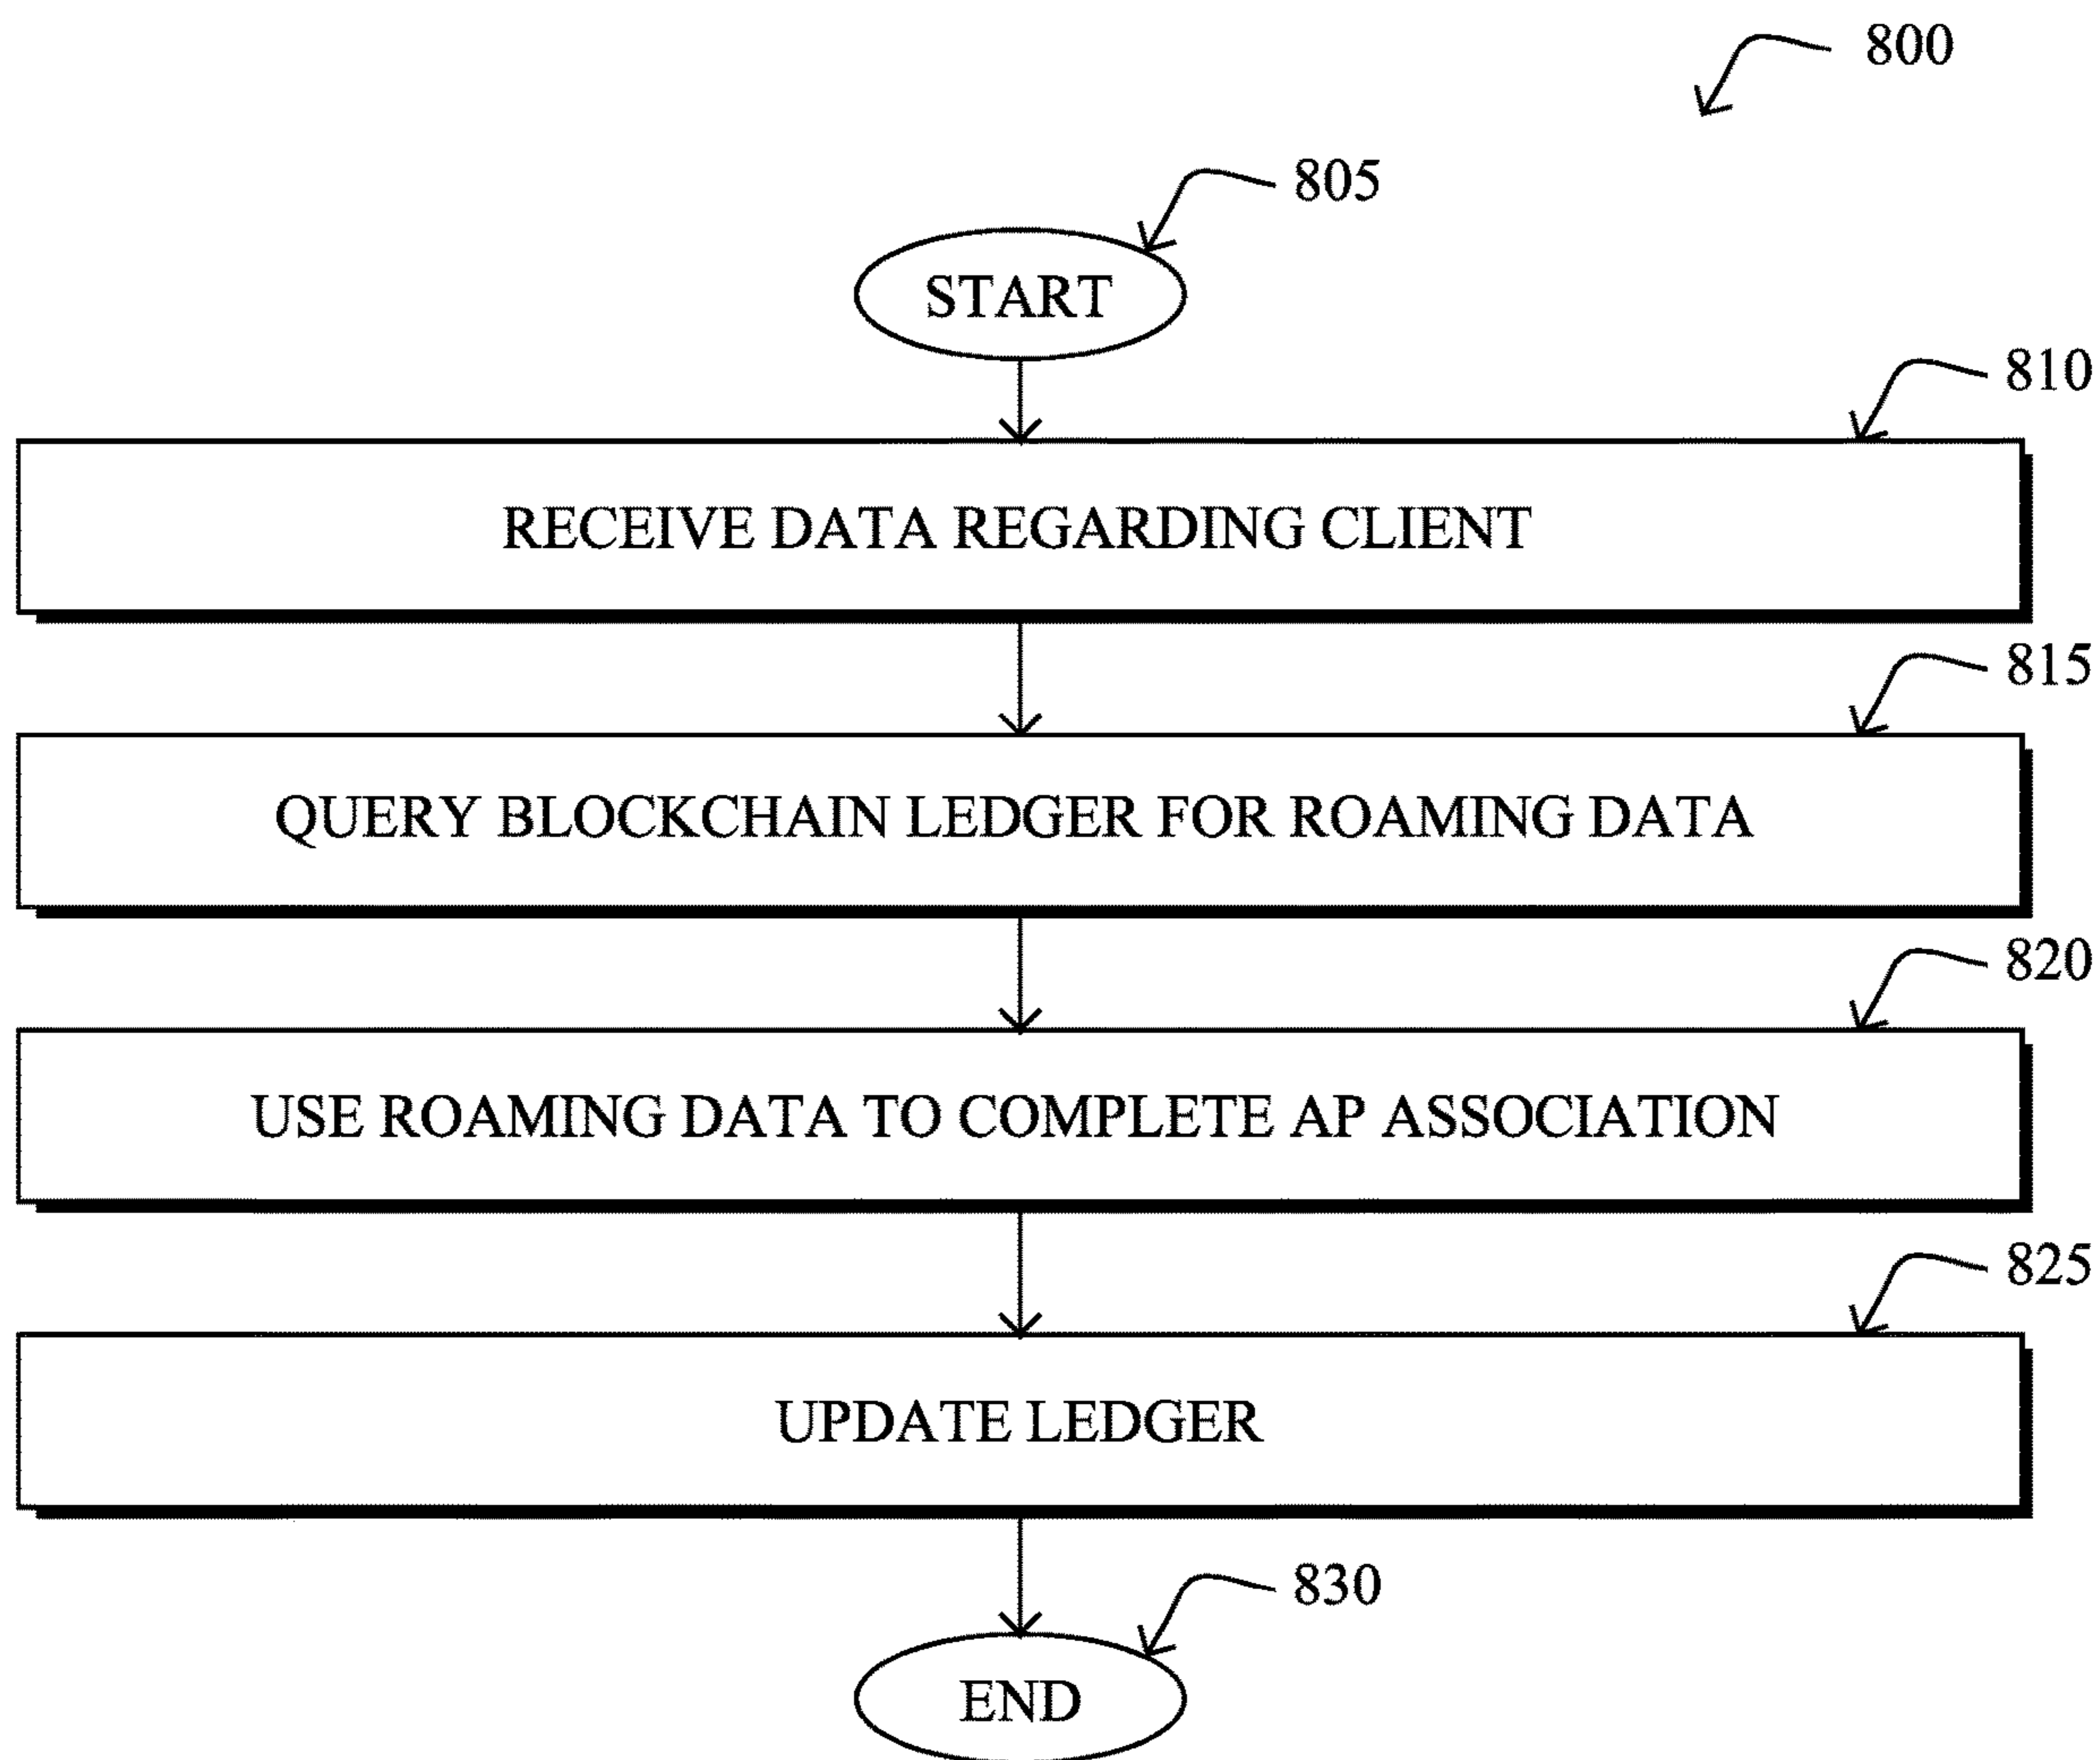 800
805
START
810
RECEIVE DATA REGARDING CLIENT
815
QUERY BLOCKCHAIN LEDGER FOR ROAMING DATA
820
USE ROAMING DATA TO COMPLETE AP ASSOCIATION
825
UPDATE LEDGER
830
END